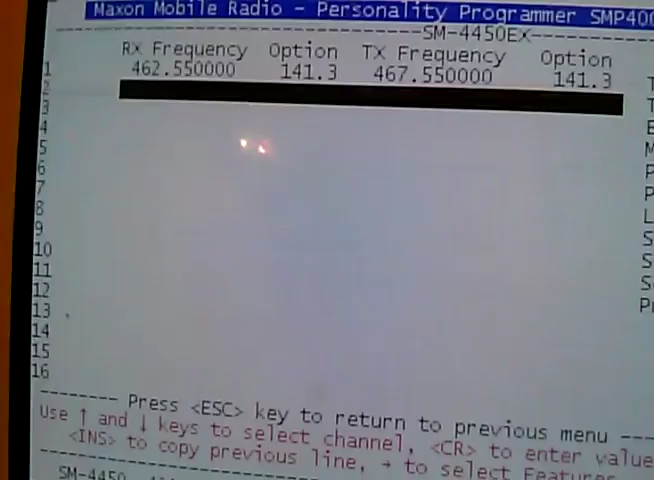 Maxon Mobile Radio - Personality Programmer SMP400
SM-4450EX
RX Frequency Option TX Frequency Option
1 462.550000 141.3 467.550000 141.3
2
3
4
5
6
7
8
9
10
11
12
13
14
15
16
Press <ESC> key to return to previous menu
Use ↑ and ↓ keys to select channel, <CR> to enter value
<INS> to copy previous line, → to select Features
SM-4450